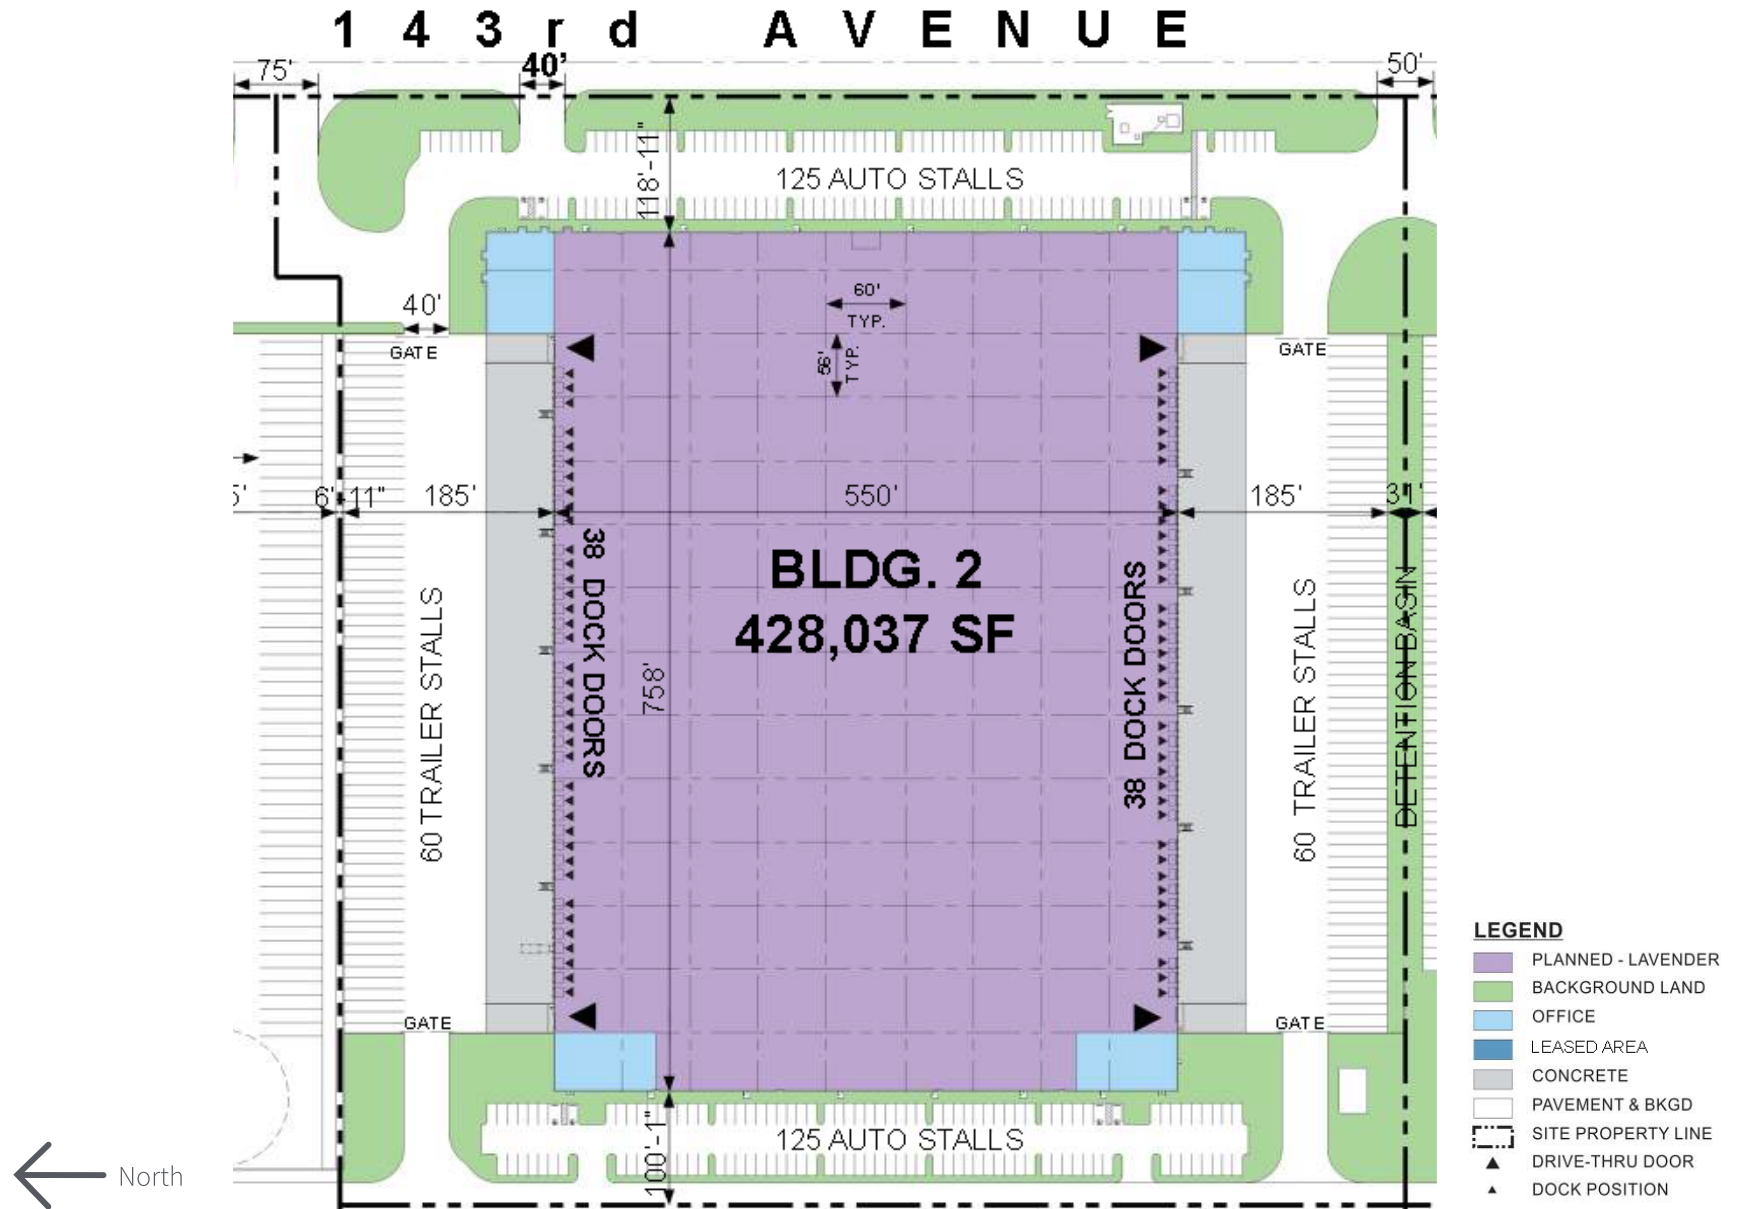 143rd AVENUE
75'
40'
50'
118'-11"
125 AUTO STALLS
40'
GATE
GATE
60'
TYP.
56'
TYP.
5'
6'-11"
185'
550'
185'
31'
BLDG. 2
428,037 SF
38 DOCK DOORS
38 DOCK DOORS
758'
60 TRAILER STALLS
60 TRAILER STALLS
DETENTION BASIN
GATE
GATE
125 AUTO STALLS
100'-1"
North
LEGEND
PLANNED - LAVENDER
BACKGROUND LAND
OFFICE
LEASED AREA
CONCRETE
PAVEMENT & BKGD
SITE PROPERTY LINE
DRIVE-THRU DOOR
DOCK POSITION